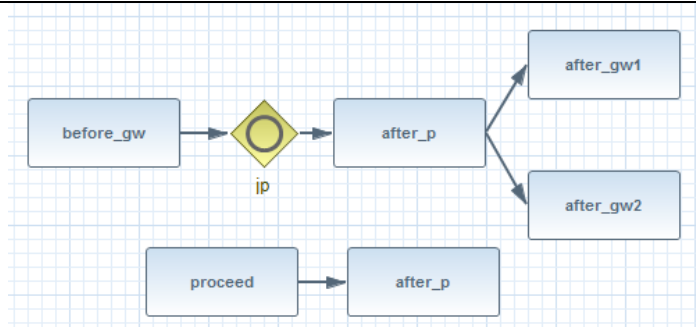 after_gw1
before_gw
after_p
jp
after_gw2
proceed
after_p